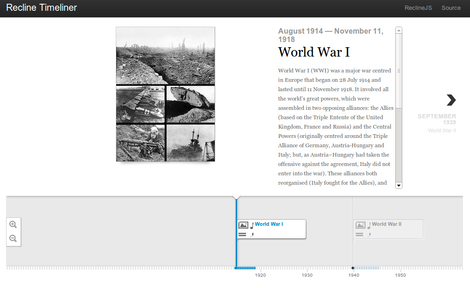 Recline Timeliner
ReclineJS
Source
August 1914 — November 11,
1918
World War I
World War I (WWI) was a major war centred
in Europe that began on 28 July 1914 and
lasted until 11 November 1918. It involved all
the world's great powers, which were
assembled in two opposing alliances: the Allies
(based on the Triple Entente of the United
Kingdom, France and Russia) and the Central
Powers (originally centred around the Triple
Alliance of Germany, Austria-Hungary and
Italy; but, as Austria–Hungary had taken the
offensive against the agreement, Italy did not
enter into the war). These alliances both
reorganised (Italy fought for the Allies), and
SEPTEMBER
1939
World War II
World War I
World War II
1920
1930
1940
1950